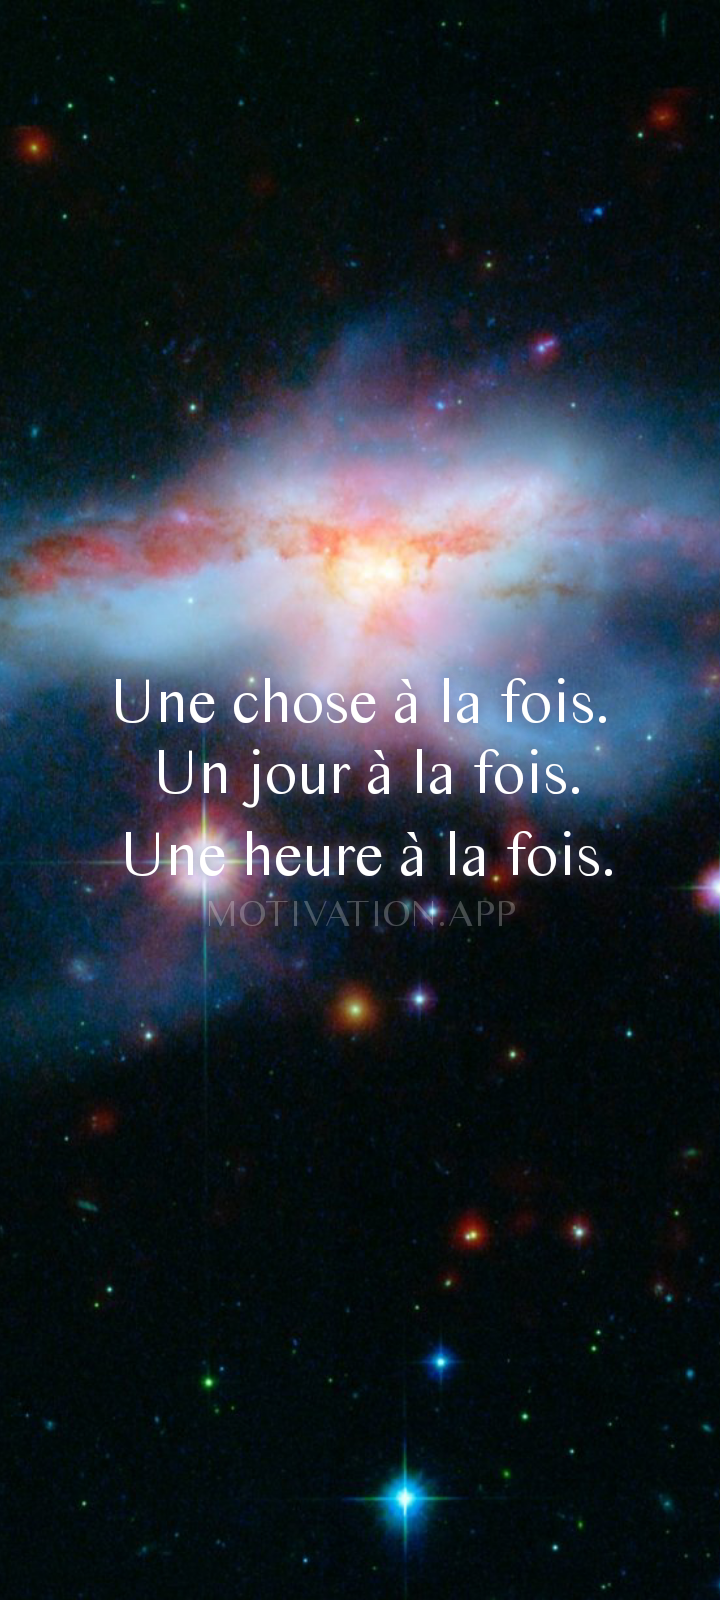 Une chose à la fois.
Un jour à la fois.
Une heure à la fois.
MOTIVATION.APP